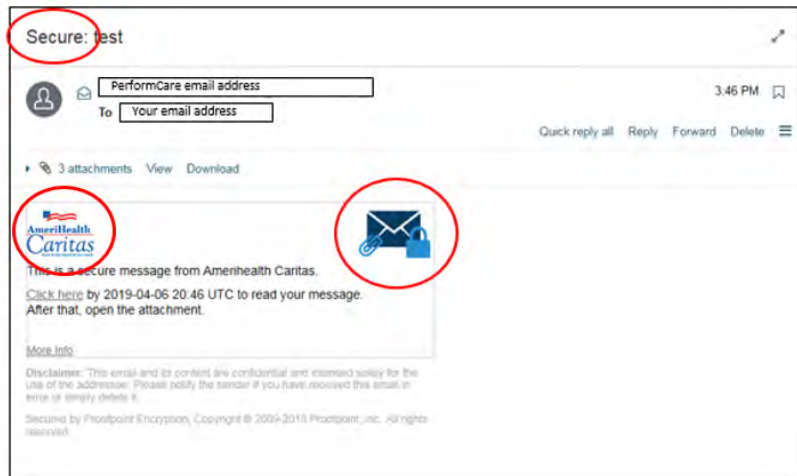 Secure: test
PerformCare email address
3:46 PM
To Your email address
Quick reply all Reply Forward Delete
3 attachments View Download
AmeriHealth
Caritas
This is a secure message from Amerihealth Caritas.
Click here by 2019-04-06 20:46 UTC to read your message.
After that, open the attachment.
More Info
Disclaimer: This email and its content are confidential and intended solely for the
use of the addressee. Please notify the sender if you have received this email in
error or simply delete it.
Secured by Proofpoint Encryption, Copyright © 2009-2018 Proofpoint, Inc. All rights
reserved.